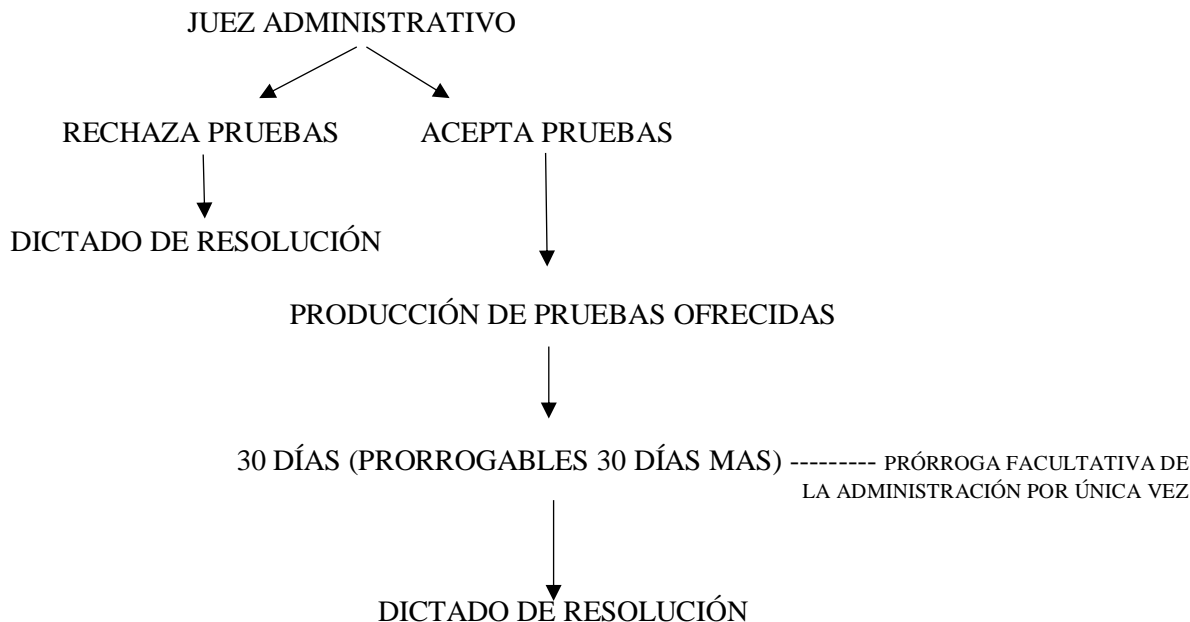 JUEZ ADMINISTRATIVO
RECHAZA PRUEBAS
ACEPTA PRUEBAS
DICTADO DE RESOLUCIÓN
PRODUCCIÓN DE PRUEBAS OFRECIDAS
30 DÍAS (PRORROGABLES 30 DÍAS MAS) --------- PRÓRROGA FACULTATIVA DE
LA ADMINISTRACIÓN POR ÚNICA VEZ
DICTADO DE RESOLUCIÓN